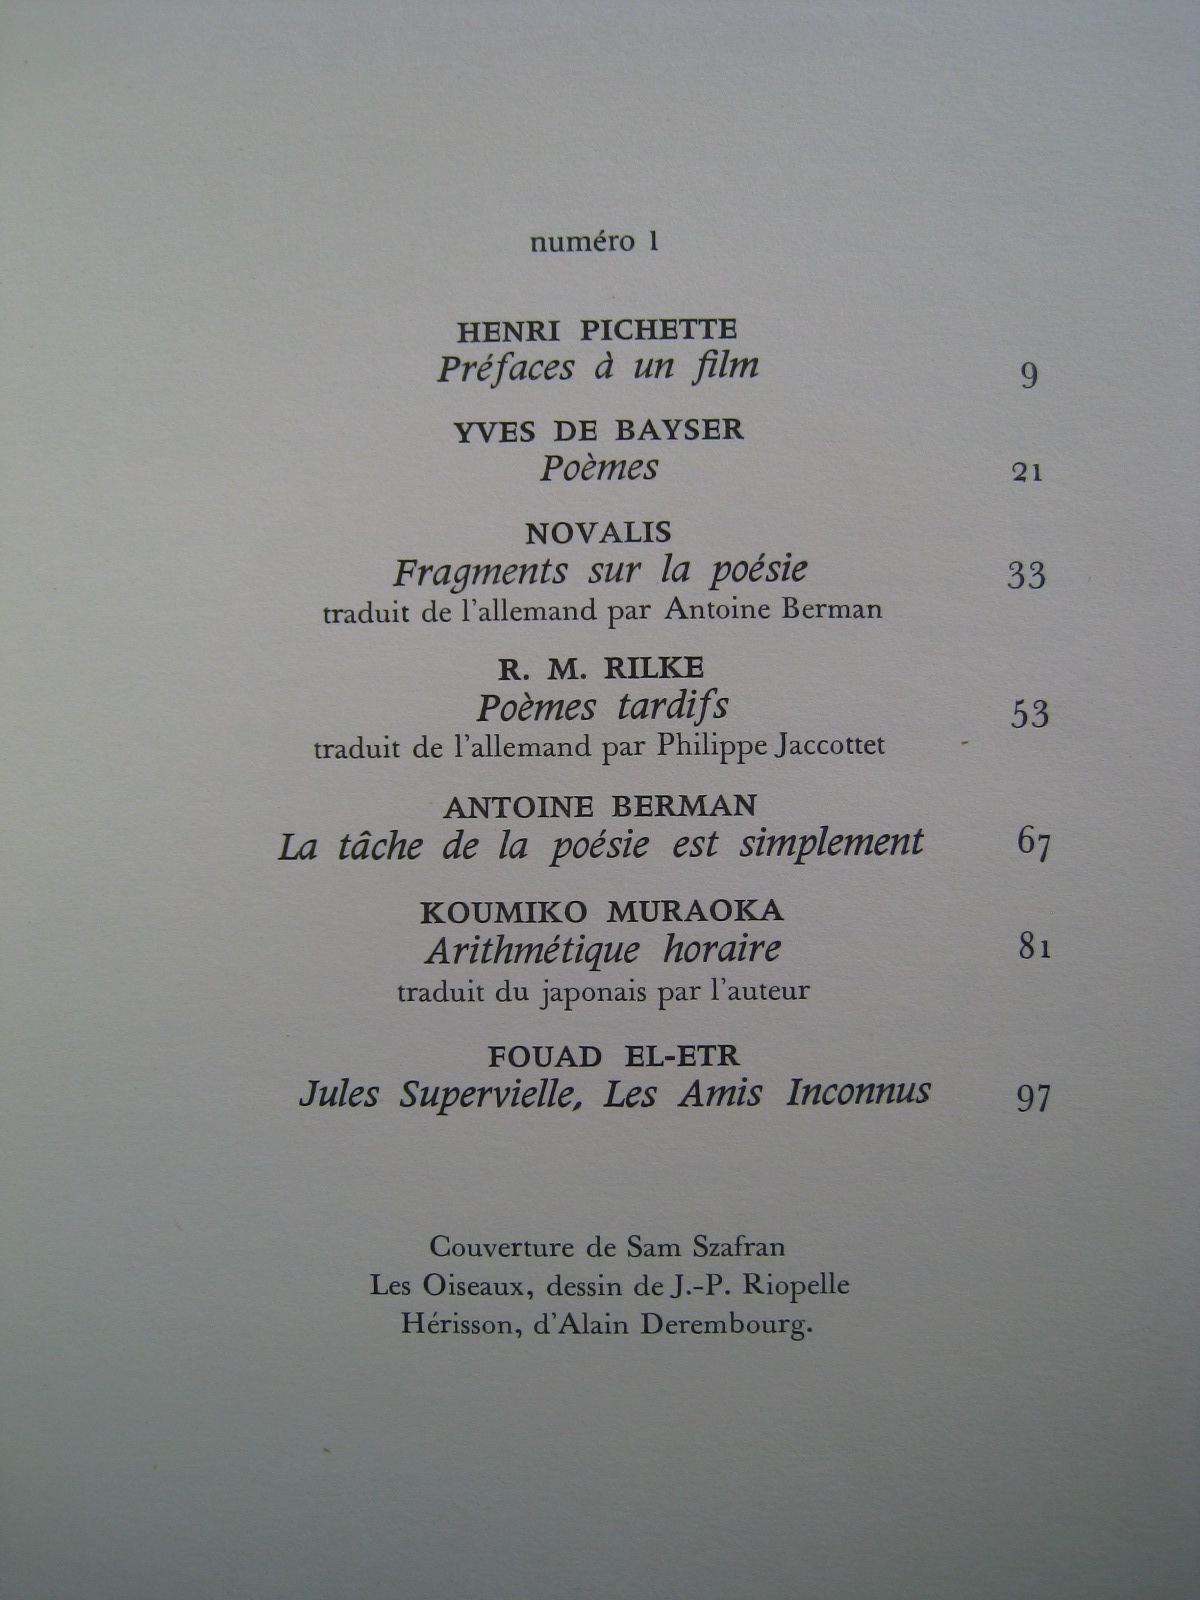 numéro 1
HENRI PICHETTE
Préfaces à un film 9
YVES DE BAYSER
Poèmes 21
NOVALIS
Fragments sur la poésie 33
traduit de l'allemand par Antoine Berman
R. M. RILKE
Poèmes tardifs 53
traduit de l'allemand par Philippe Jaccottet
ANTOINE BERMAN
La tâche de la poésie est simplement 67
KOUMIKO MURAOKA
Arithmétique horaire 81
traduit du japonais par l'auteur
FOUAD EL-ETR
Jules Supervielle, Les Amis Inconnus 97
Couverture de Sam Szafran
Les Oiseaux, dessin de J.-P. Riopelle
Hérisson, d'Alain Derembourg.